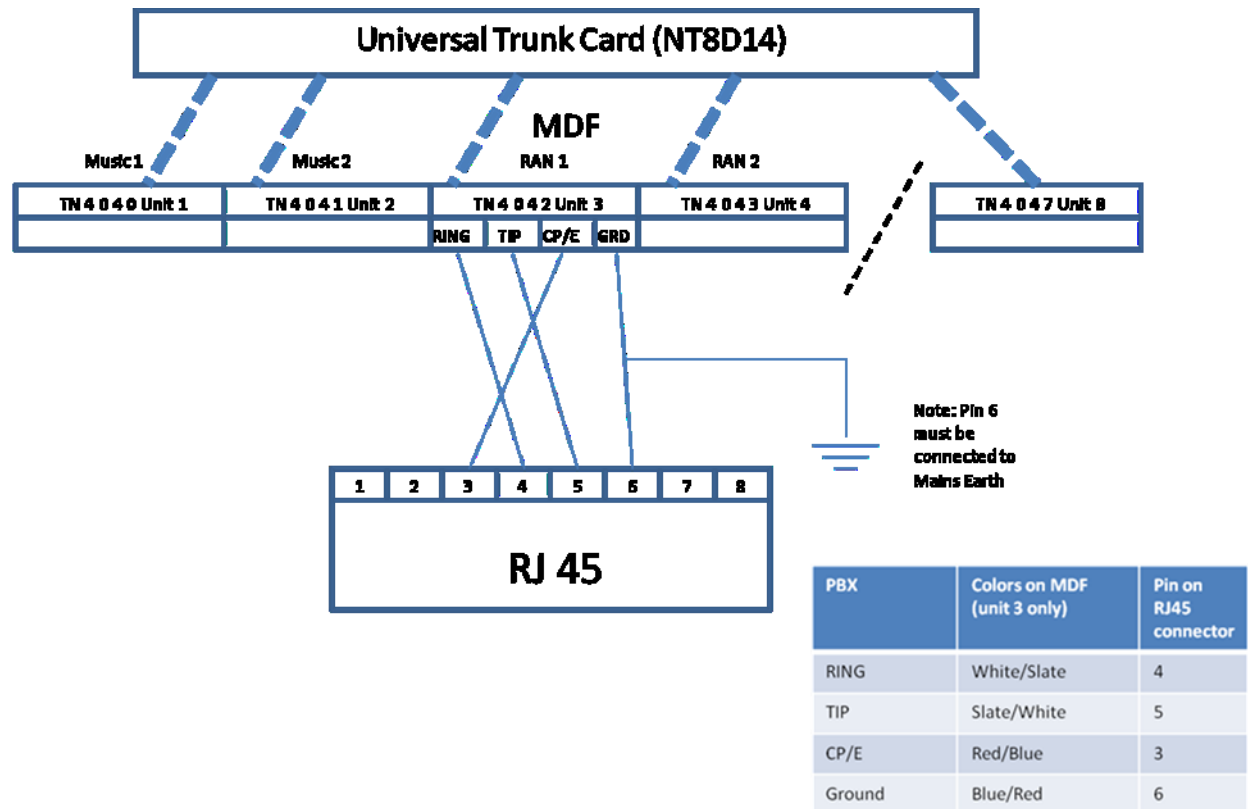 Universal Trunk Card (NT8D14)
MDF
Music 1
Music 2
RAN 1
RAN 2
TN 4 0 4 0 Unit 1
TN 4 0 4 1 Unit 2
TN 4 0 4 2 Unit 3
TN 4 0 4 3 Unit 4
TN 4 0 4 7 Unit 8
RING
TIP
CP/E
GRD
Note: Pin 6
must be
connected to
Mains Earth
1 2 3 4 5 6 7 8
RJ 45
PBX
Colors on MDF
(unit 3 only)
Pin on
RJ45
connector
RING White/Slate 4
TIP Slate/White 5
CP/E Red/Blue 3
Ground Blue/Red 6